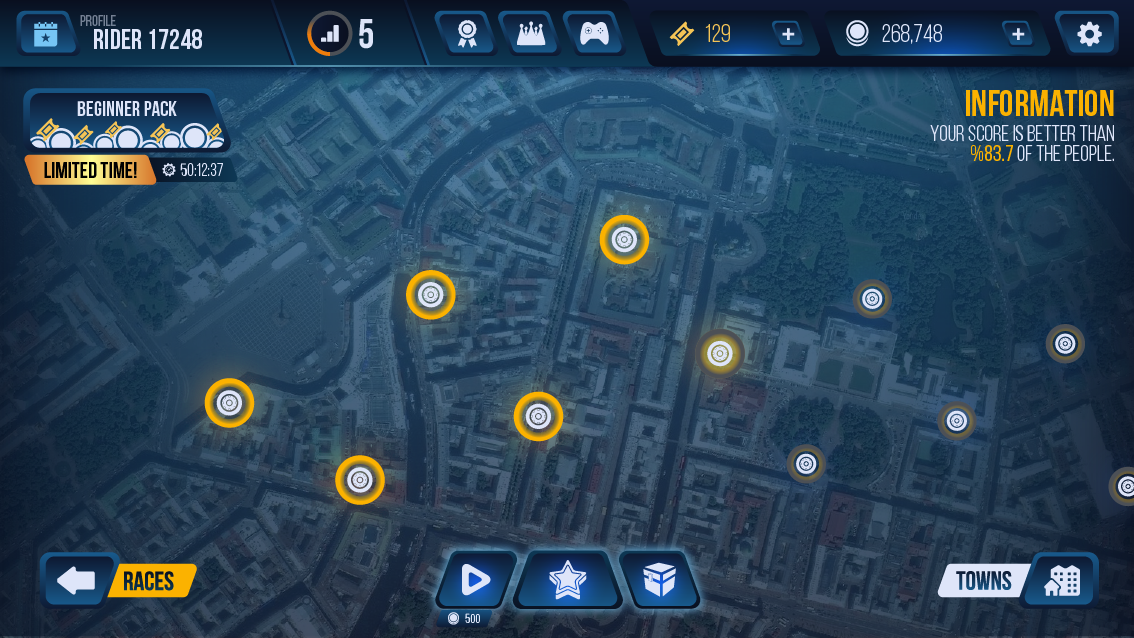 PROFILE
RIDER 17248
5
129
+
268,748
+
BEGINNER PACK
LIMITED TIME!
50:12:37
INFORMATION
YOUR SCORE IS BETTER THAN
%83.7 OF THE PEOPLE.
RACES
500
TOWNS